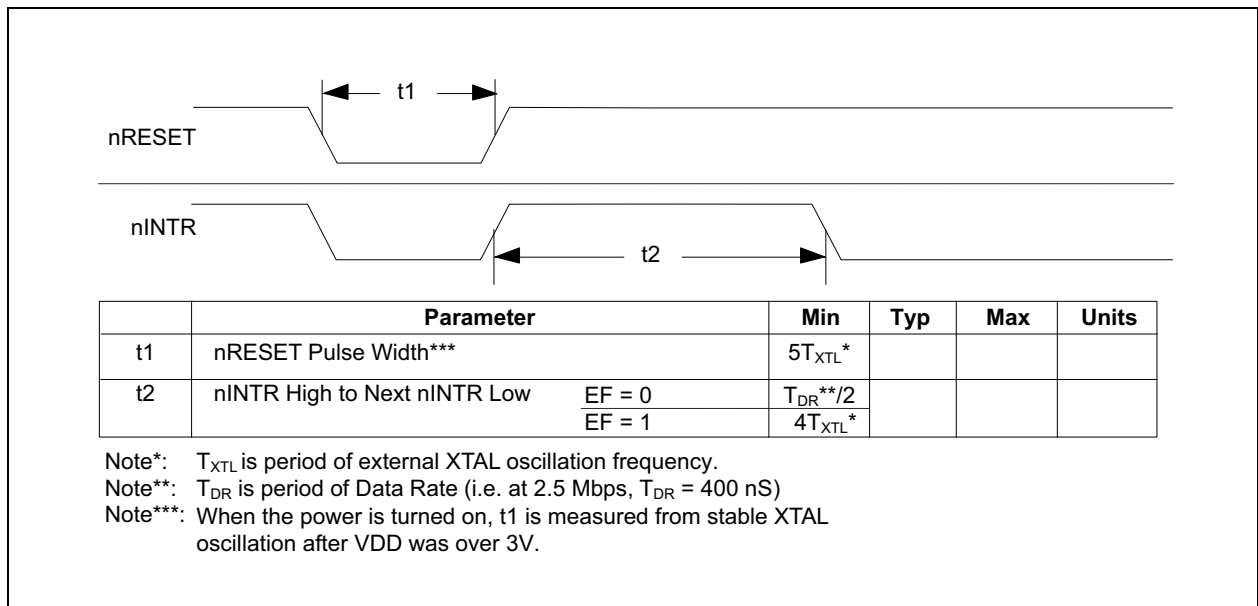 t1
nRESET
nINTR
t2
Parameter Min Typ Max Units
t1 nRESET Pulse Width*** 5TXTL*
t2 nINTR High to Next nINTR Low EF = 0 TDR**/2
EF = 1 4TXTL*
Note*: TXTL is period of external XTAL oscillation frequency.
Note**: TDR is period of Data Rate (i.e. at 2.5 Mbps, TDR = 400 nS)
Note***: When the power is turned on, t1 is measured from stable XTAL
oscillation after VDD was over 3V.